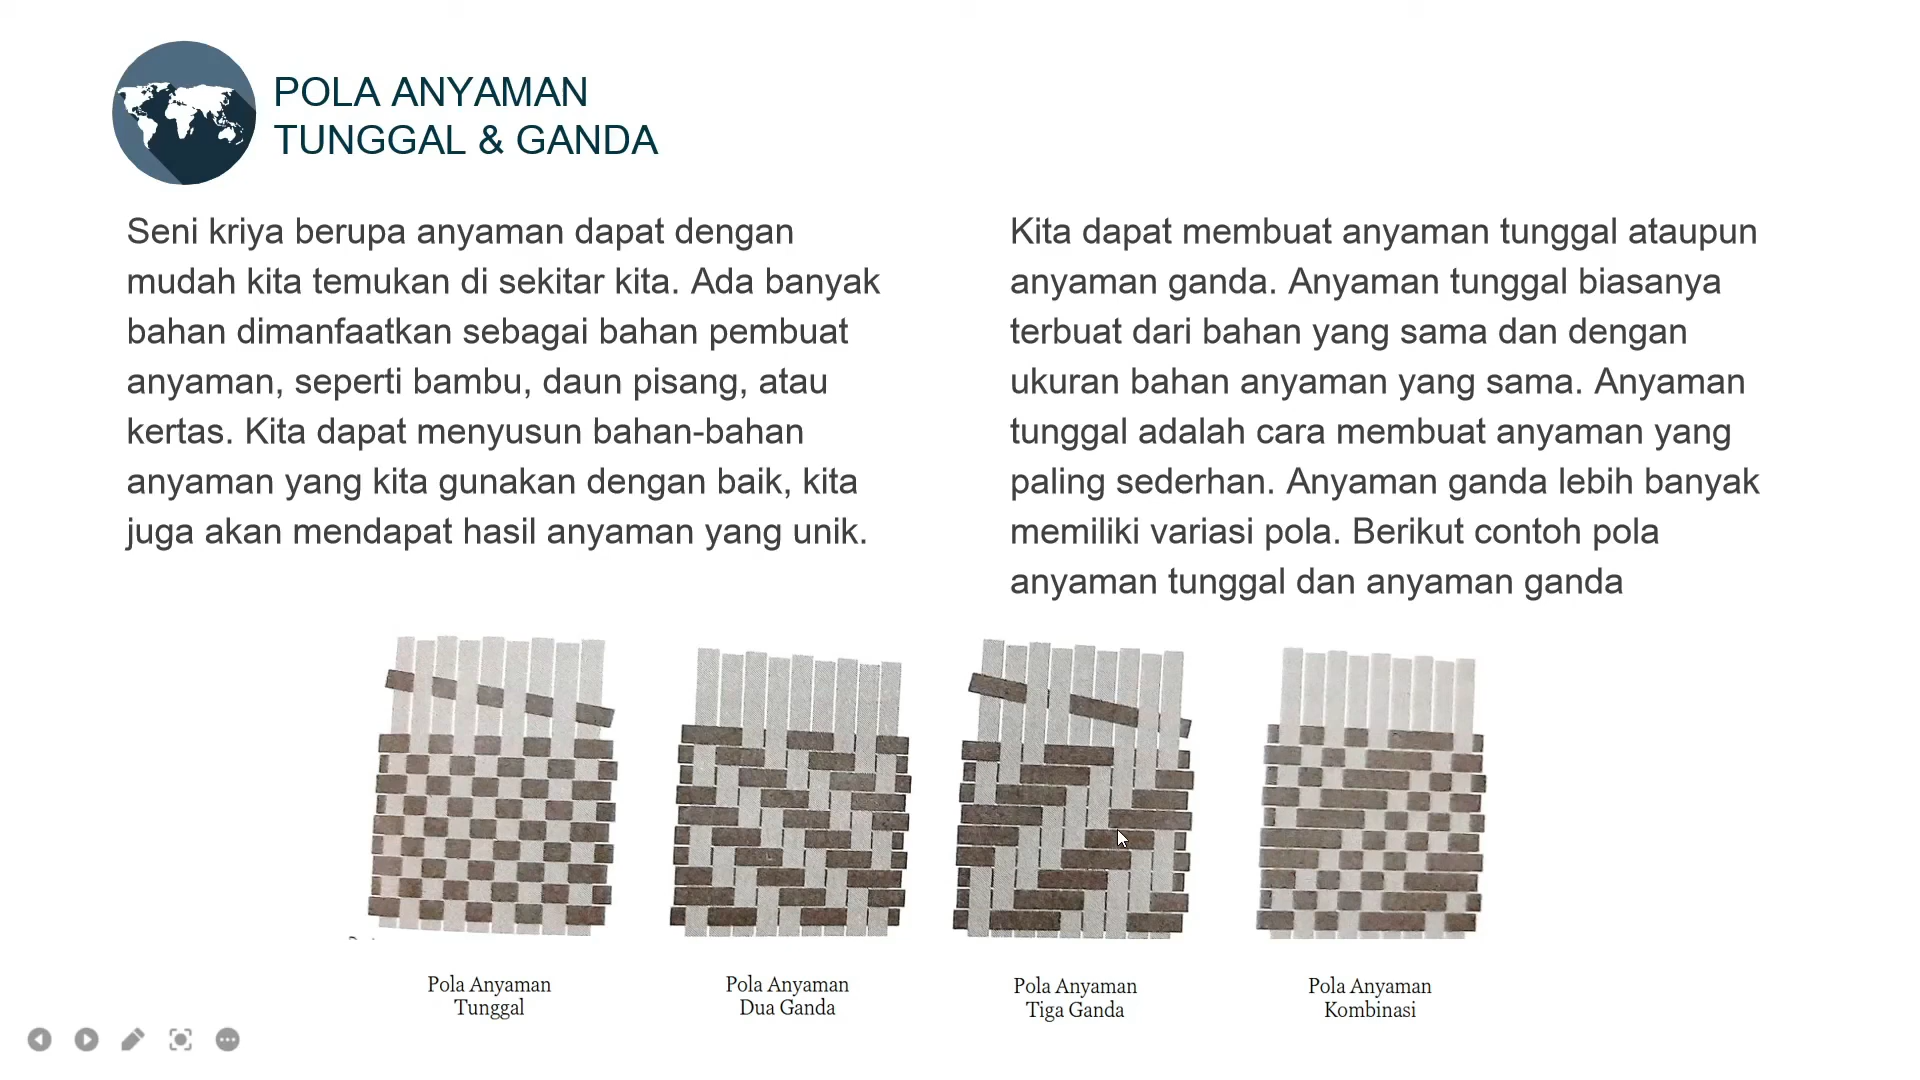 POLA ANYAMAN
TUNGGAL & GANDA
Seni kriya berupa anyaman dapat dengan
mudah kita temukan di sekitar kita. Ada banyak
bahan dimanfaatkan sebagai bahan pembuat
anyaman, seperti bambu, daun pisang, atau
kertas. Kita dapat menyusun bahan-bahan
anyaman yang kita gunakan dengan baik, kita
juga akan mendapat hasil anyaman yang unik.
Kita dapat membuat anyaman tunggal ataupun
anyaman ganda. Anyaman tunggal biasanya
terbuat dari bahan yang sama dan dengan
ukuran bahan anyaman yang sama. Anyaman
tunggal adalah cara membuat anyaman yang
paling sederhan. Anyaman ganda lebih banyak
memiliki variasi pola. Berikut contoh pola
anyaman tunggal dan anyaman ganda
Pola Anyaman
Tunggal
Pola Anyaman
Dua Ganda
Pola Anyaman
Tiga Ganda
Pola Anyaman
Kombinasi